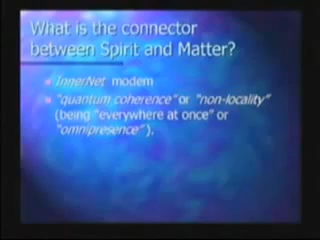 What is the connector
between Spirit and Matter?
InnerNet modem
"quantum coherence" or "non-locality"
(being "everywhere at once" or
"omnipresence").